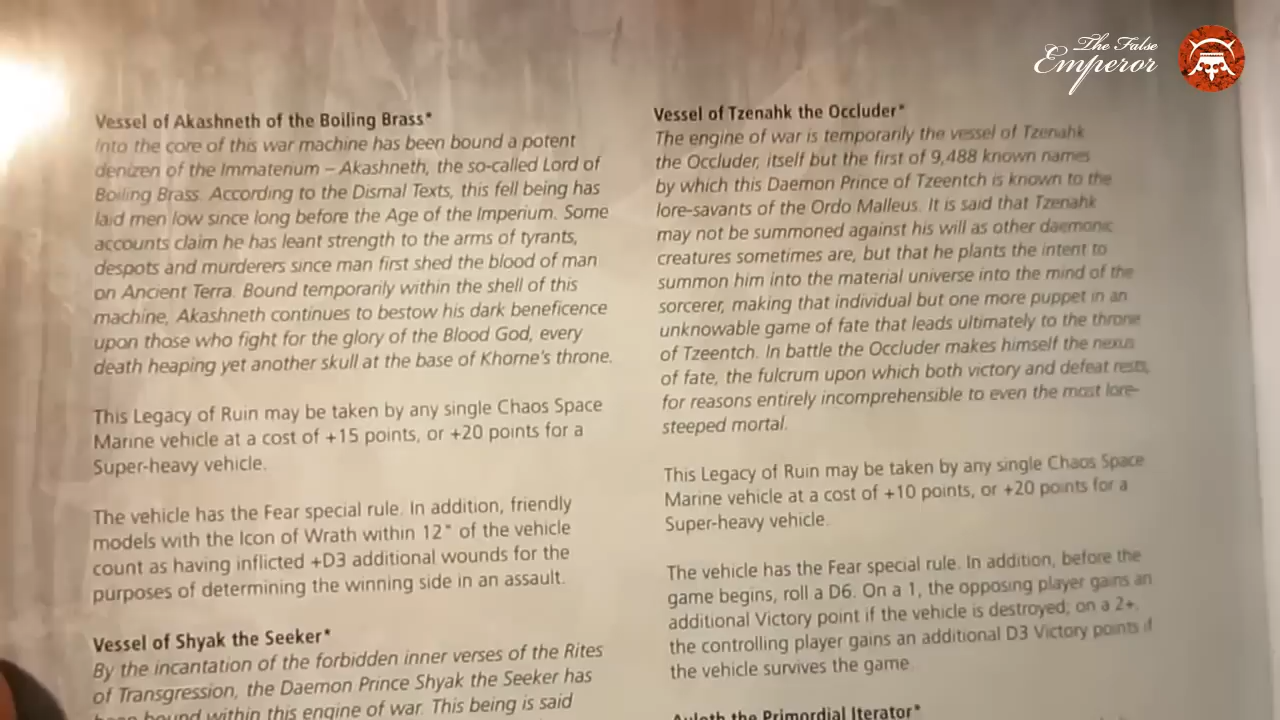 The False
Emperor
Vessel of Akashneth of the Boiling Brass*
Into the core of this war machine has been bound a potent
denizen of the Immaterium – Akashneth, the so-called Lord of
Boiling Brass. According to the Dismal Texts, this fell being has
laid men low since long before the Age of the Imperium. Some
accounts claim he has leant strength to the arms of tyrants,
despots and murderers since man first shed the blood of man
on Ancient Terra. Bound temporarily within the shell of this
machine, Akashneth continues to bestow his dark beneficence
upon those who fight for the glory of the Blood God, every
death heaping yet another skull at the base of Khorne's throne.
This Legacy of Ruin may be taken by any single Chaos Space
Marine vehicle at a cost of +15 points, or +20 points for a
Super-heavy vehicle.
The vehicle has the Fear special rule. In addition, friendly
models with the Icon of Wrath within 12" of the vehicle
count as having inflicted +D3 additional wounds for the
purposes of determining the winning side in an assault.
Vessel of Shyak the Seeker*
By the incantation of the forbidden inner verses of the Rites
of Transgression, the Daemon Prince Shyak the Seeker has
been bound within this engine of war. This being is said
Vessel of Tzenahk the Occluder*
The engine of war is temporarily the vessel of Tzenahk
the Occluder, itself but the first of 9,488 known names
by which this Daemon Prince of Tzeentch is known to the
lore-savants of the Ordo Malleus. It is said that Tzenahk
may not be summoned against his will as other daemonic
creatures sometimes are, but that he plants the intent to
summon him into the material universe into the mind of the
sorcerer, making that individual but one more puppet in an
unknowable game of fate that leads ultimately to the throne
of Tzeentch. In battle the Occluder makes himself the nexus
of fate, the fulcrum upon which both victory and defeat rests,
for reasons entirely incomprehensible to even the most lore-
steeped mortal.
This Legacy of Ruin may be taken by any single Chaos Space
Marine vehicle at a cost of +10 points, or +20 points for a
Super-heavy vehicle.
The vehicle has the Fear special rule. In addition, before the
game begins, roll a D6. On a 1, the opposing player gains an
additional Victory point if the vehicle is destroyed; on a 2+,
the controlling player gains an additional D3 Victory points if
the vehicle survives the game.
Auloth the Primordial Iterator*